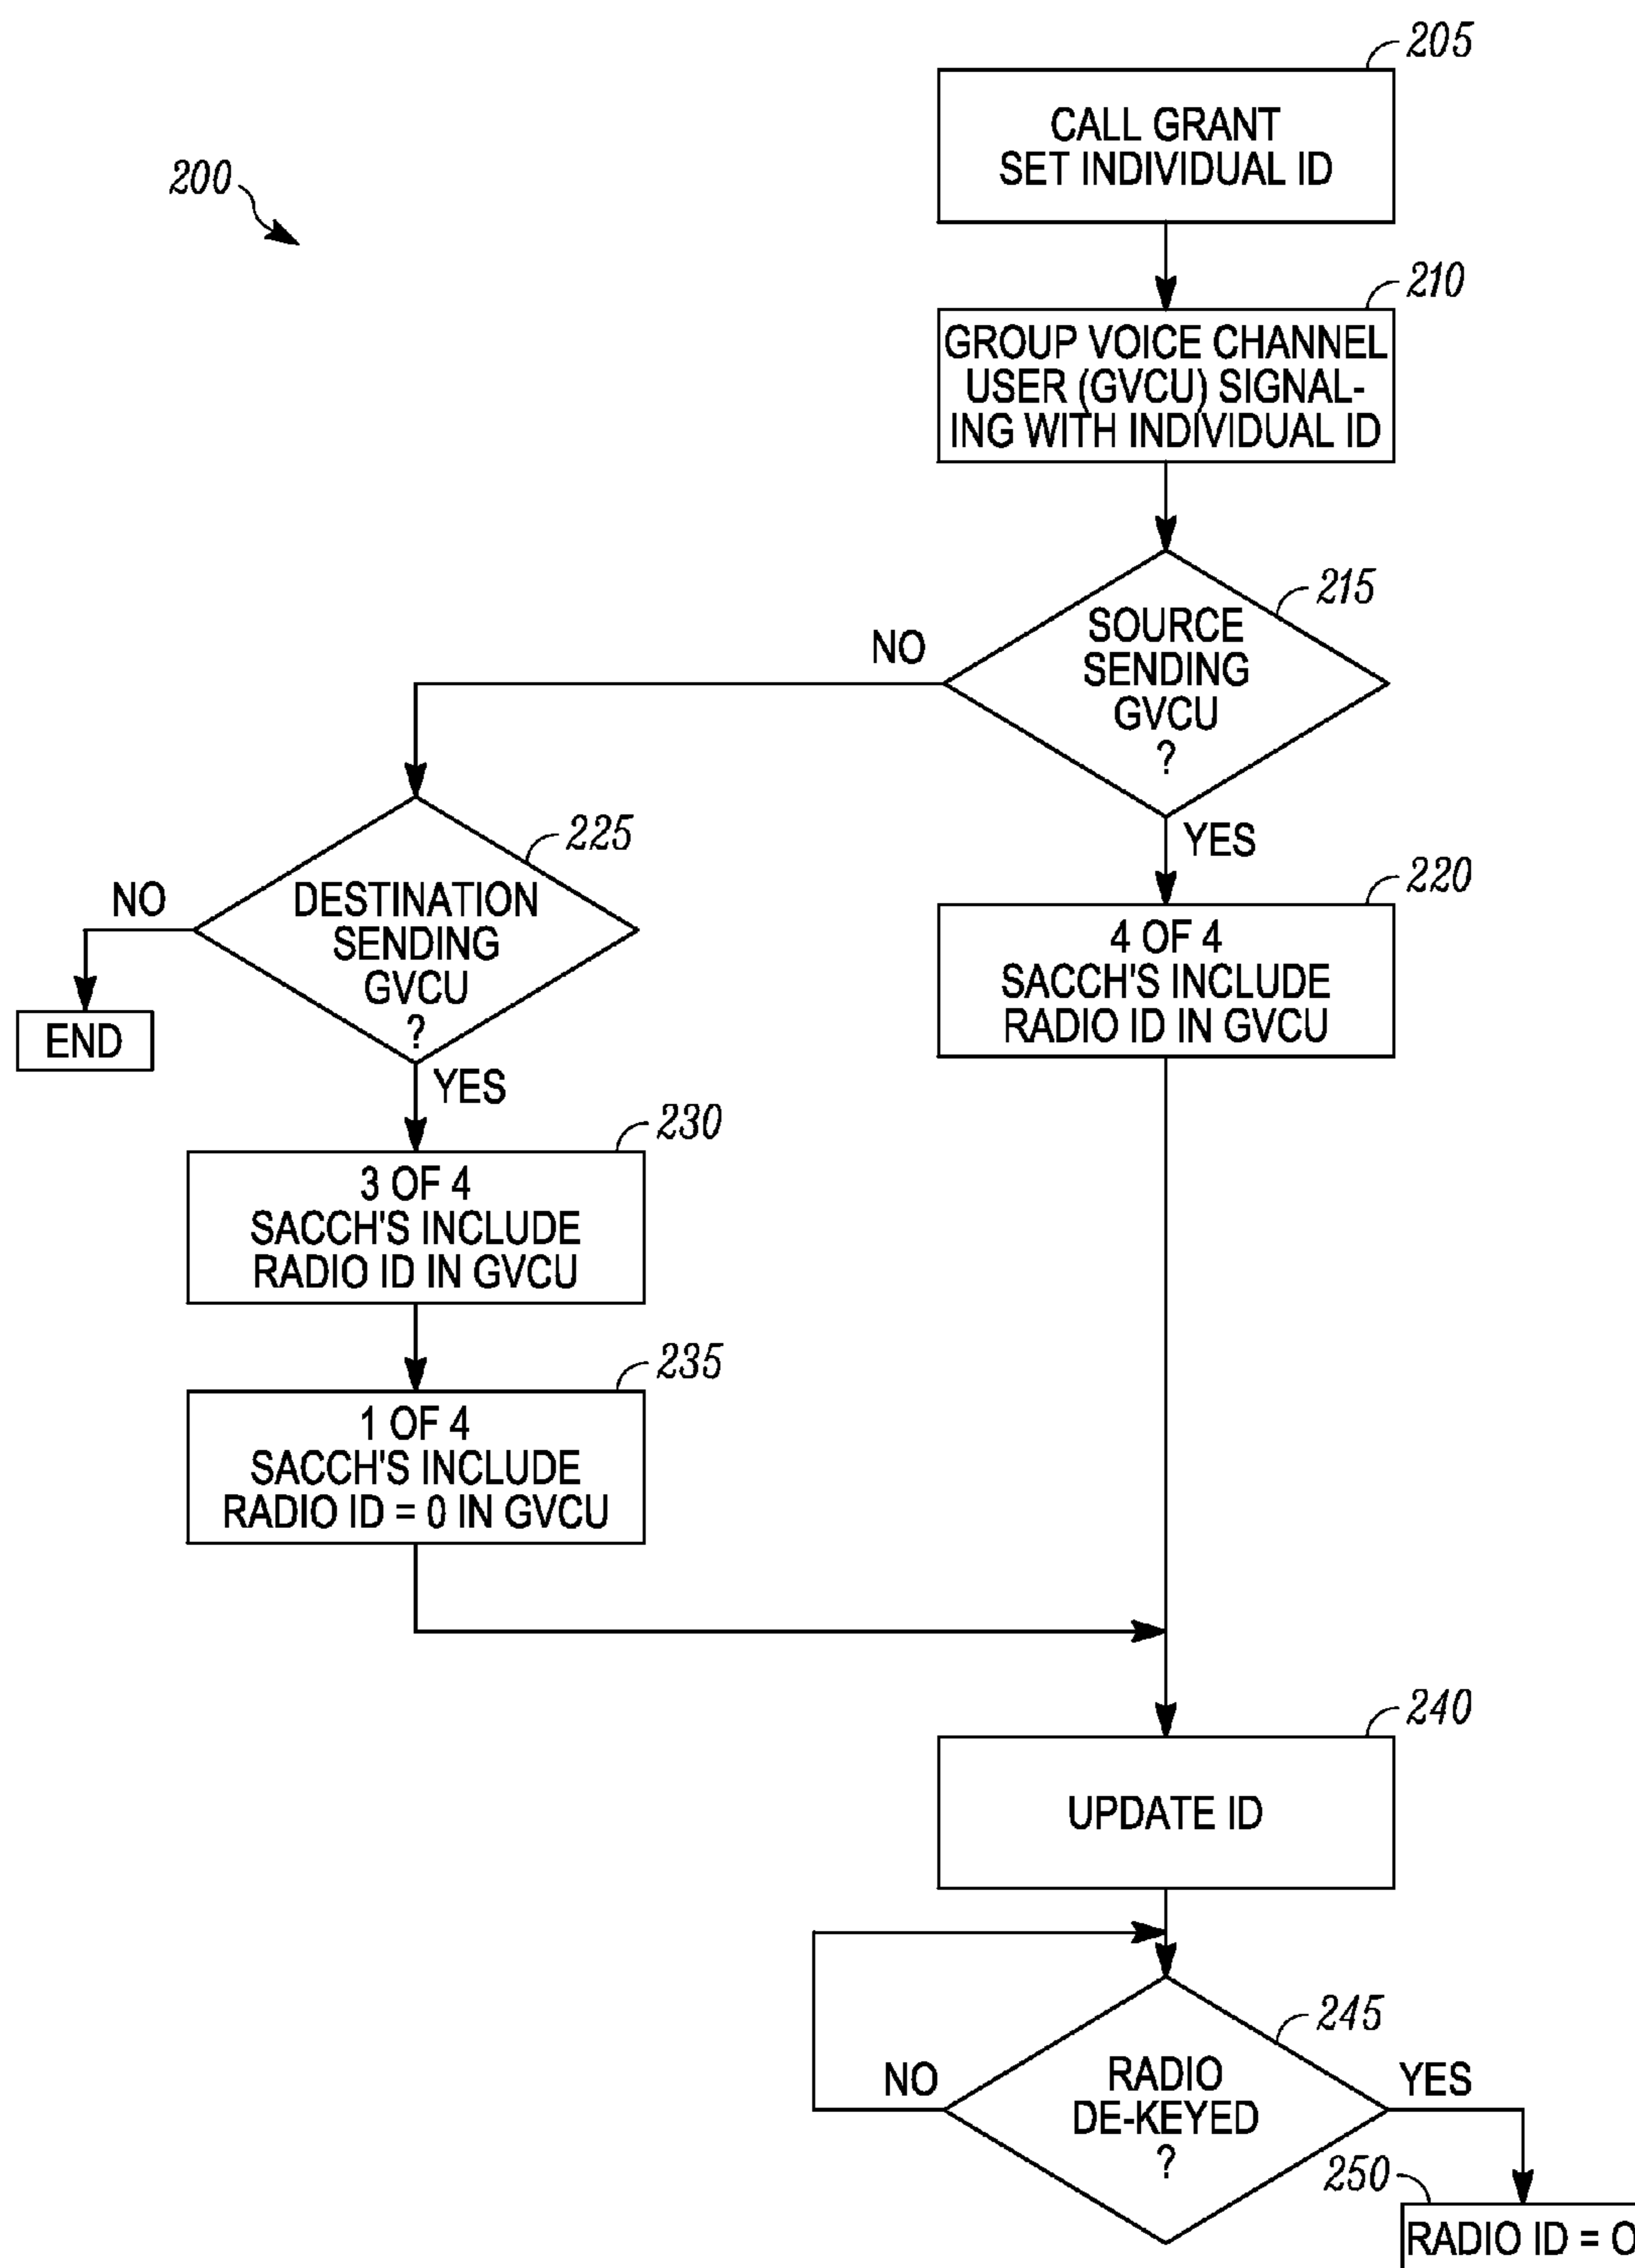 205
CALL GRANT
SET INDIVIDUAL ID
200
210
GROUP VOICE CHANNEL
USER (GVCU) SIGNAL-
ING WITH INDIVIDUAL ID
215
SOURCE
SENDING
GVCU
?
NO
YES
225
DESTINATION
SENDING
GVCU
?
NO
END
YES
220
4 OF 4
SACCH'S INCLUDE
RADIO ID IN GVCU
230
3 OF 4
SACCH'S INCLUDE
RADIO ID IN GVCU
235
1 OF 4
SACCH'S INCLUDE
RADIO ID = 0 IN GVCU
240
UPDATE ID
245
RADIO
DE-KEYED
?
NO
YES
250
RADIO ID = 0